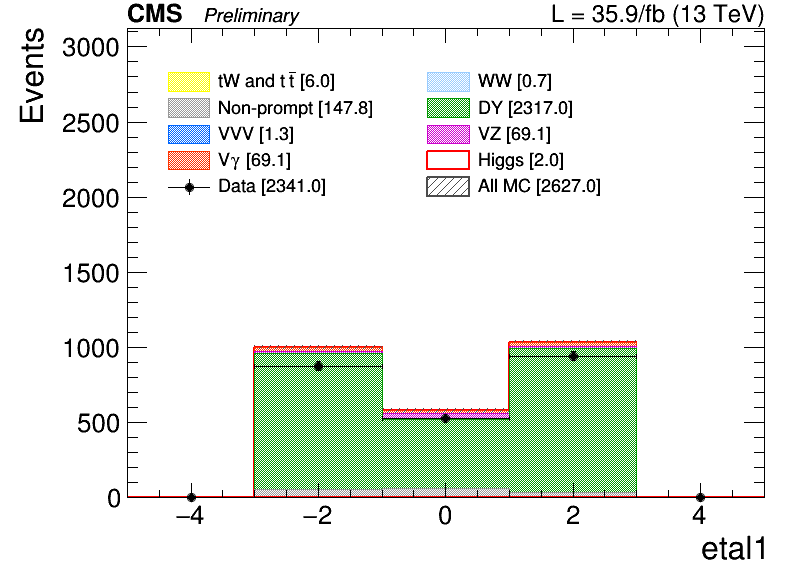 CMS Preliminary L = 35.9/fb (13 TeV)
Events
3000
2500
2000
1500
1000
500
0
tW and t t̅ [6.0] WW [0.7]
Non-prompt [147.8] DY [2317.0]
VVV [1.3] VZ [69.1]
Vγ [69.1] Higgs [2.0]
Data [2341.0] All MC [2627.0]
−4 −2 0 2 4
etal1